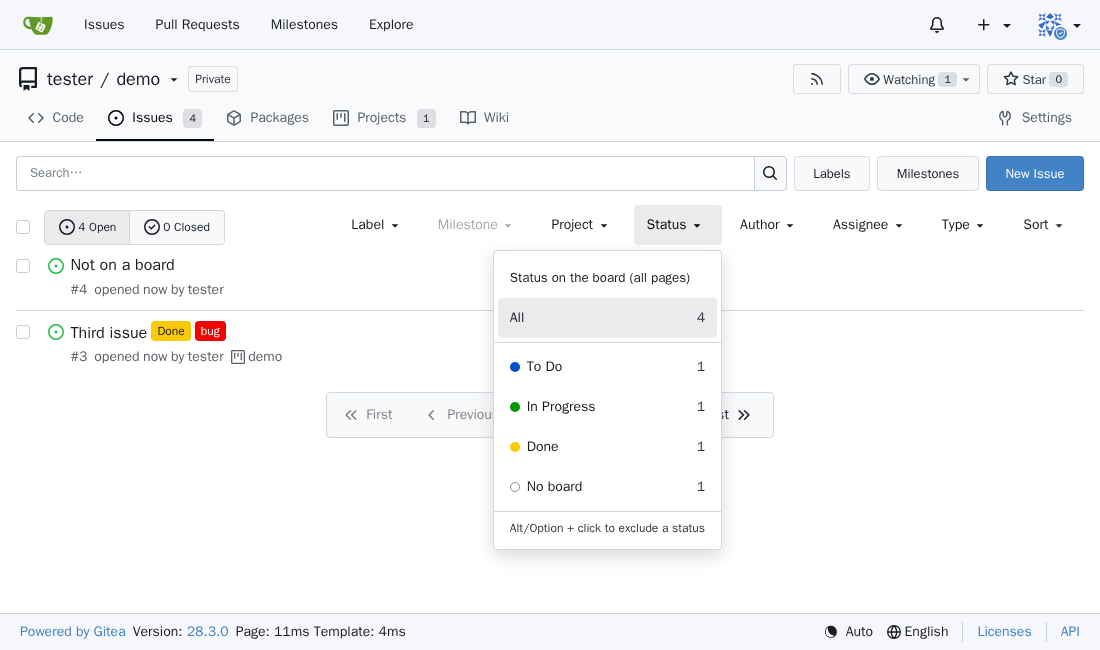 Issues Pull Requests Milestones Explore
tester / demo Private Watching 1 Star 0
Code Issues 4 Packages Projects 1 Wiki Settings
Search... Labels Milestones New Issue
4 Open 0 Closed Label Milestone Project Status Author Assignee Type Sort
Not on a board
#4 opened now by tester
Third issue Done bug
#3 opened now by tester demo
First Previous
Status on the board (all pages)
All 4
To Do 1
In Progress 1
Done 1
No board 1
Alt/Option + click to exclude a status
Powered by Gitea Version: 28.3.0 Page: 11ms Template: 4ms Auto English Licenses API